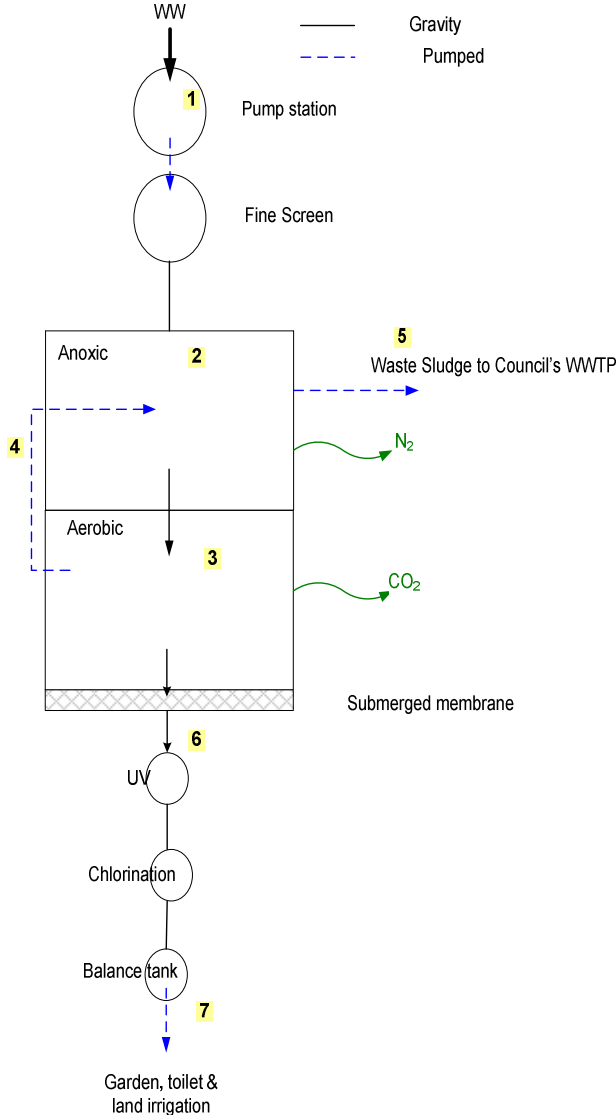 WW
Gravity
Pumped
1
Pump station
Fine Screen
Anoxic
2
5
Waste Sludge to Council's WWTP
4
N₂
Aerobic
3
CO₂
Submerged membrane
6
UV
Chlorination
Balance tank
7
Garden, toilet &
land irrigation